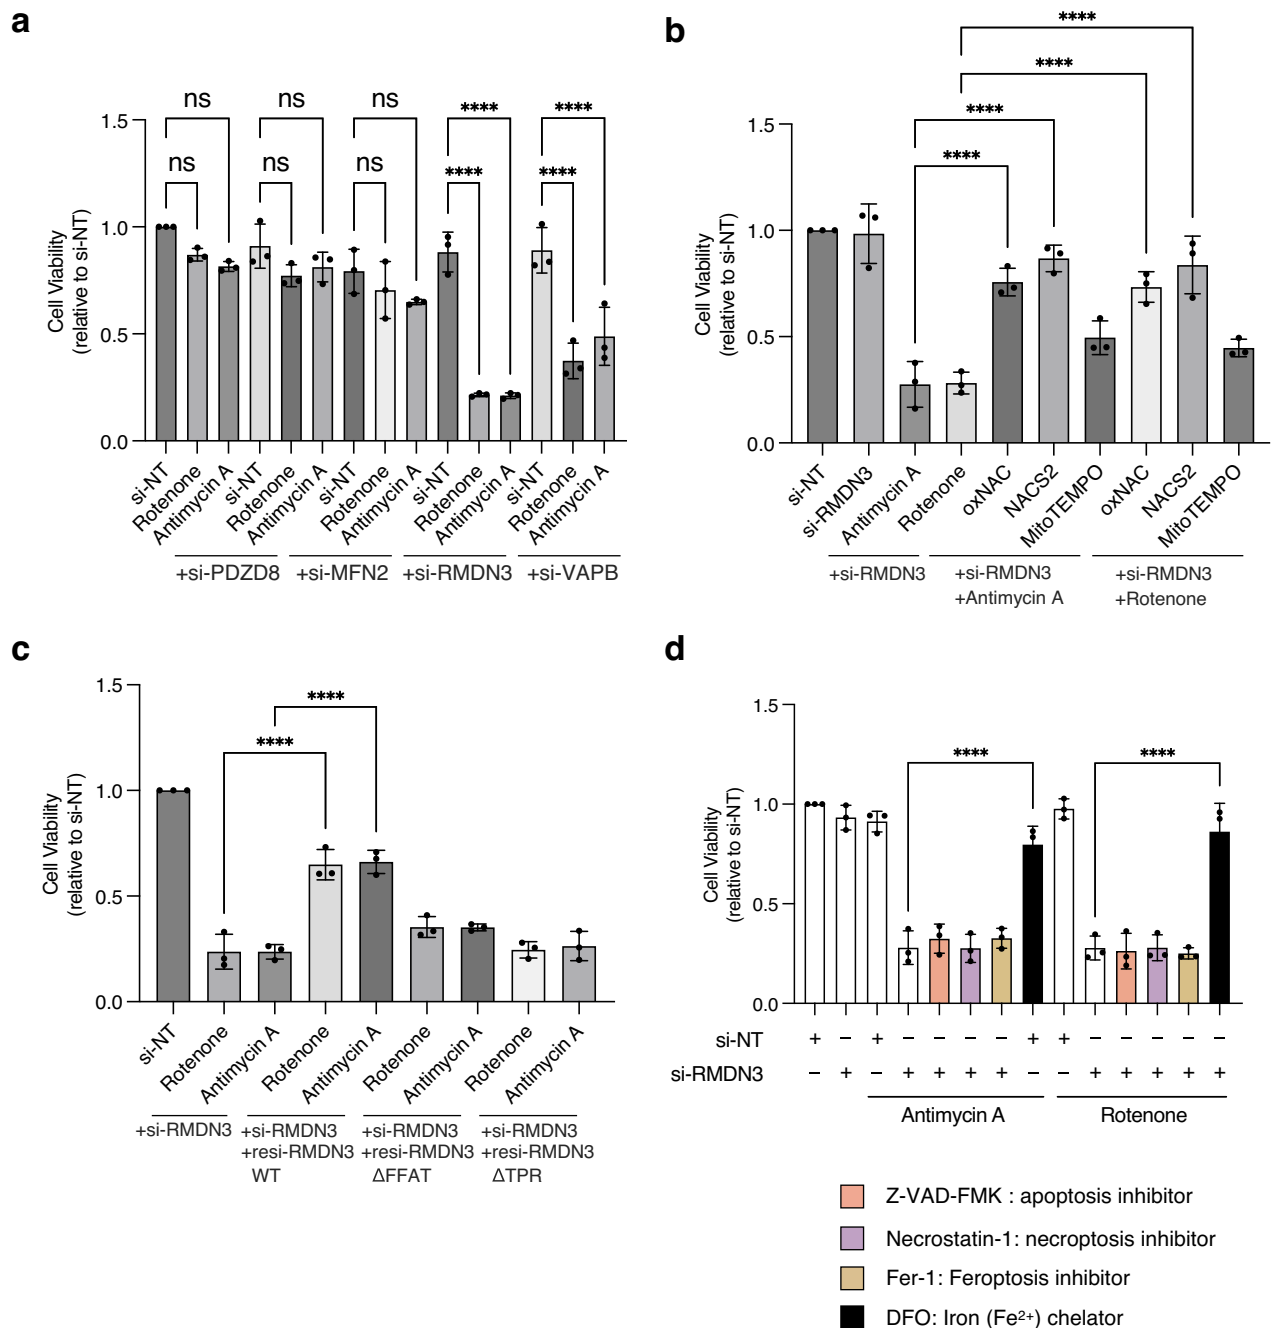 a
ns ns ns **** ****
ns ns ns **** ****
1.5
1.0
0.5
0.0
Cell Viability
(relative to si-NT)
si-NT
Rotenone
Antimycin A
si-NT
Rotenone
Antimycin A
si-NT
Rotenone
Antimycin A
si-NT
Rotenone
Antimycin A
si-NT
Rotenone
Antimycin A
+si-PDZD8 +si-MFN2 +si-RMDN3 +si-VAPB
b
****
****
****
****
1.5
1.0
0.5
0.0
Cell Viability
(relative to si-NT)
si-NT
si-RMDN3
Antimycin A
Rotenone
oxNAC
NACS2
MitoTEMPO
oxNAC
NACS2
MitoTEMPO
+si-RMDN3
+si-RMDN3
+Antimycin A
+si-RMDN3
+Rotenone
c
****
****
1.5
1.0
0.5
0.0
Cell Viability
(relative to si-NT)
si-NT
Rotenone
Antimycin A
Rotenone
Antimycin A
Rotenone
Antimycin A
Rotenone
Antimycin A
+si-RMDN3
+si-RMDN3
+resi-RMDN3
WT
+si-RMDN3
+resi-RMDN3
ΔFFAT
+si-RMDN3
+resi-RMDN3
ΔTPR
d
**** ****
1.5
1.0
0.5
0.0
Cell Viability
(relative to si-NT)
si-NT + − + − − − − + + − − − − −
si-RMDN3 − + − + + + + − − + + + + +
Antimycin A Rotenone
Z-VAD-FMK : apoptosis inhibitor
Necrostatin-1: necroptosis inhibitor
Fer-1: Feroptosis inhibitor
DFO: Iron (Fe²⁺) chelator